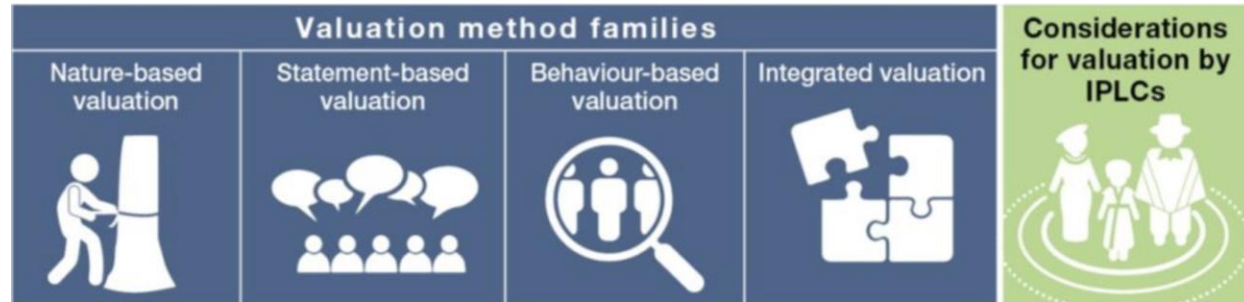 Valuation method families
Nature-based
valuation
Statement-based
valuation
Behaviour-based
valuation
Integrated valuation
Considerations
for valuation by
IPLCs